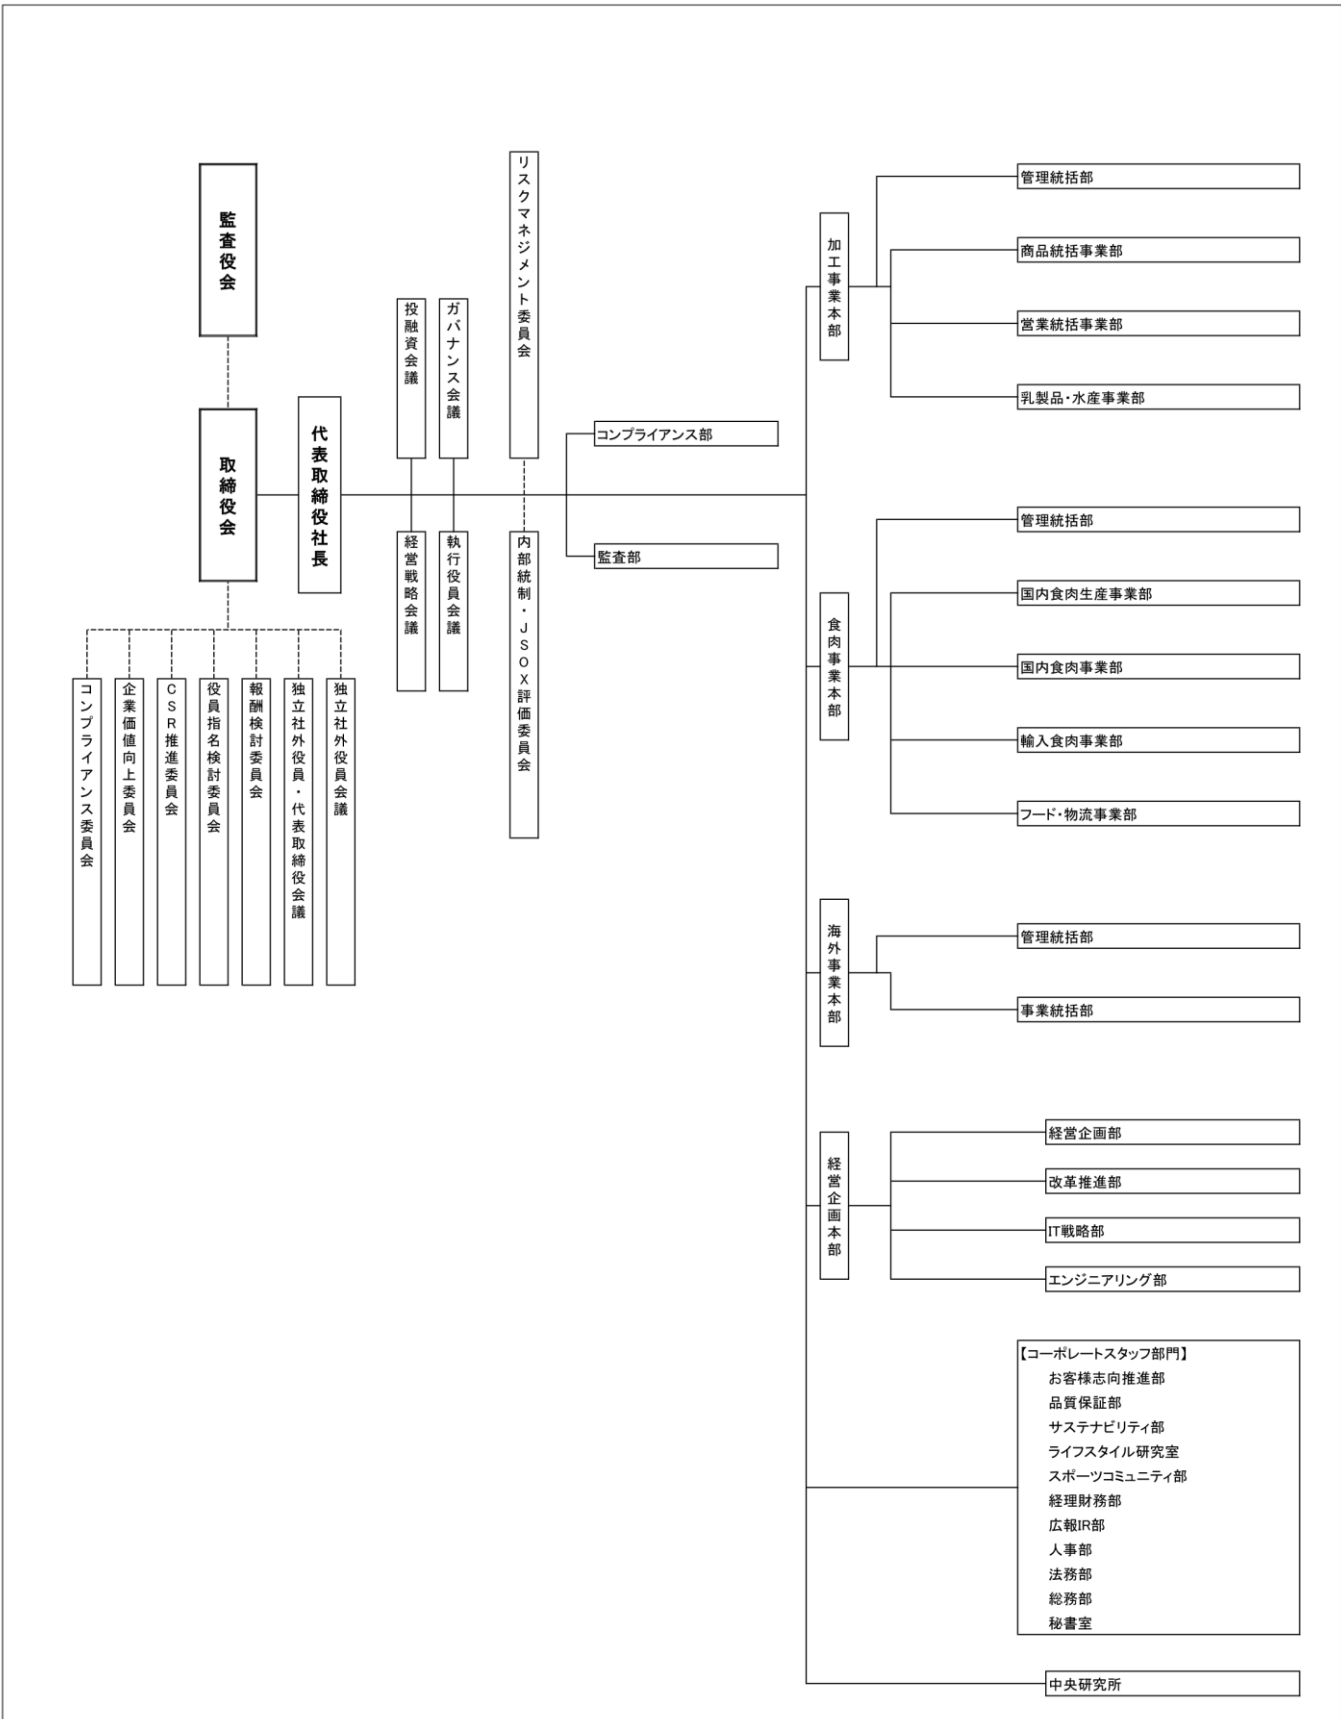 監査役会
取締役会
代表取締役社長
コンプライアンス委員会
企業価値向上委員会
CSR推進委員会
役員指名検討委員会
報酬検討委員会
独立社外役員・代表取締役会議
独立社外役員会議
投融資会議
ガバナンス会議
経営戦略会議
執行役員会議
リスクマネジメント委員会
内部統制・JSOX評価委員会
コンプライアンス部
監査部
加工事業本部
管理統括部
商品統括事業部
営業統括事業部
乳製品・水産事業部
食肉事業本部
管理統括部
国内食肉生産事業部
国内食肉事業部
輸入食肉事業部
フード・物流事業部
海外事業本部
管理統括部
事業統括部
経営企画本部
経営企画部
改革推進部
IT戦略部
エンジニアリング部
【コーポレートスタッフ部門】
お客様志向推進部
品質保証部
サステナビリティ部
ライフスタイル研究室
スポーツコミュニティ部
経理財務部
広報IR部
人事部
法務部
総務部
秘書室
中央研究所